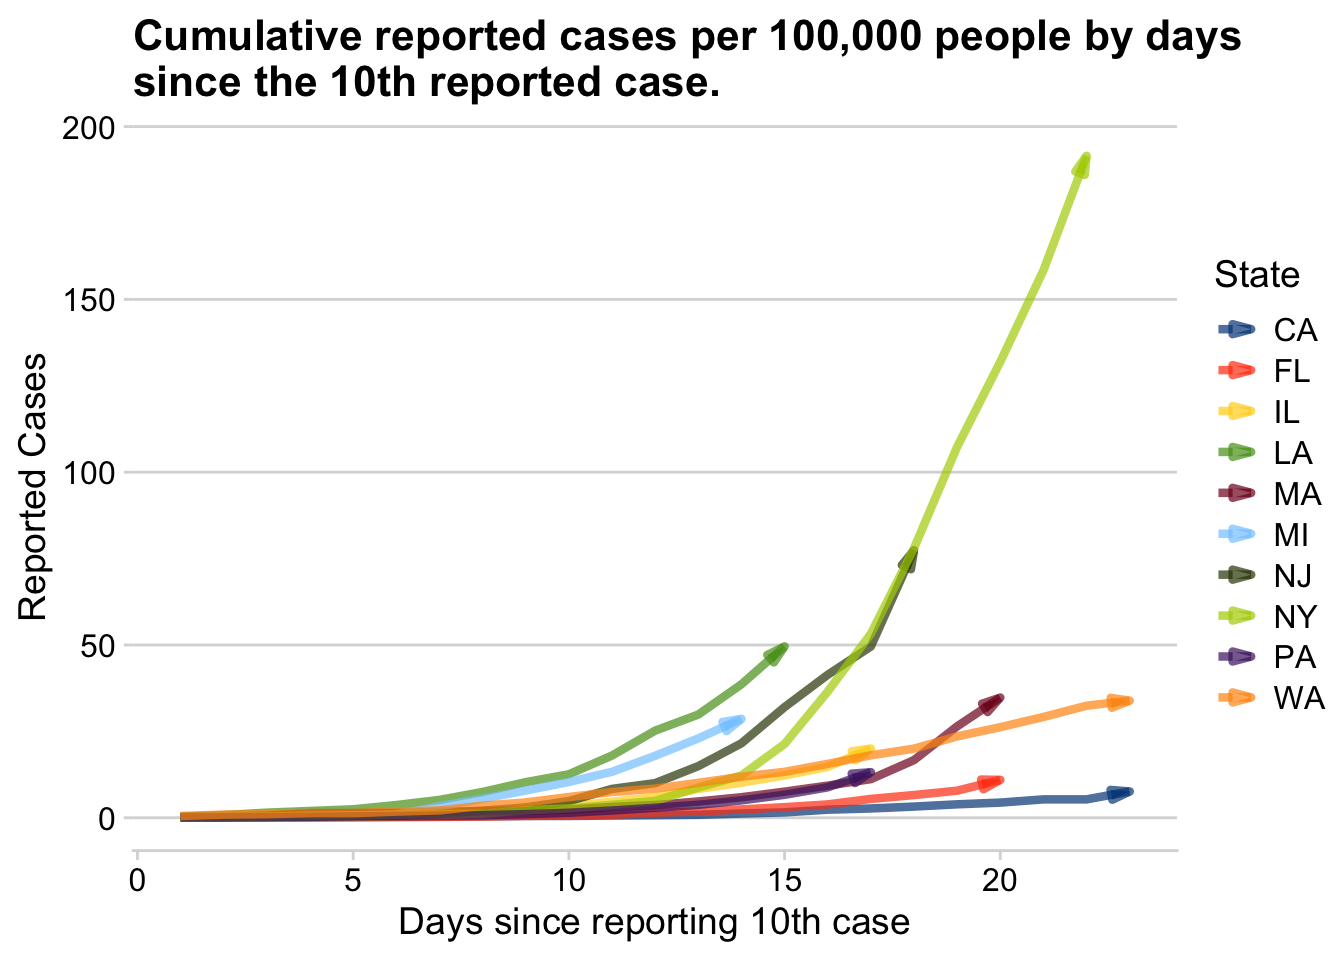 Cumulative reported cases per 100,000 people by days
since the 10th reported case.
200
150
100
50
0
Reported Cases
0 5 10 15 20
Days since reporting 10th case
State
CA
FL
IL
LA
MA
MI
NJ
NY
PA
WA